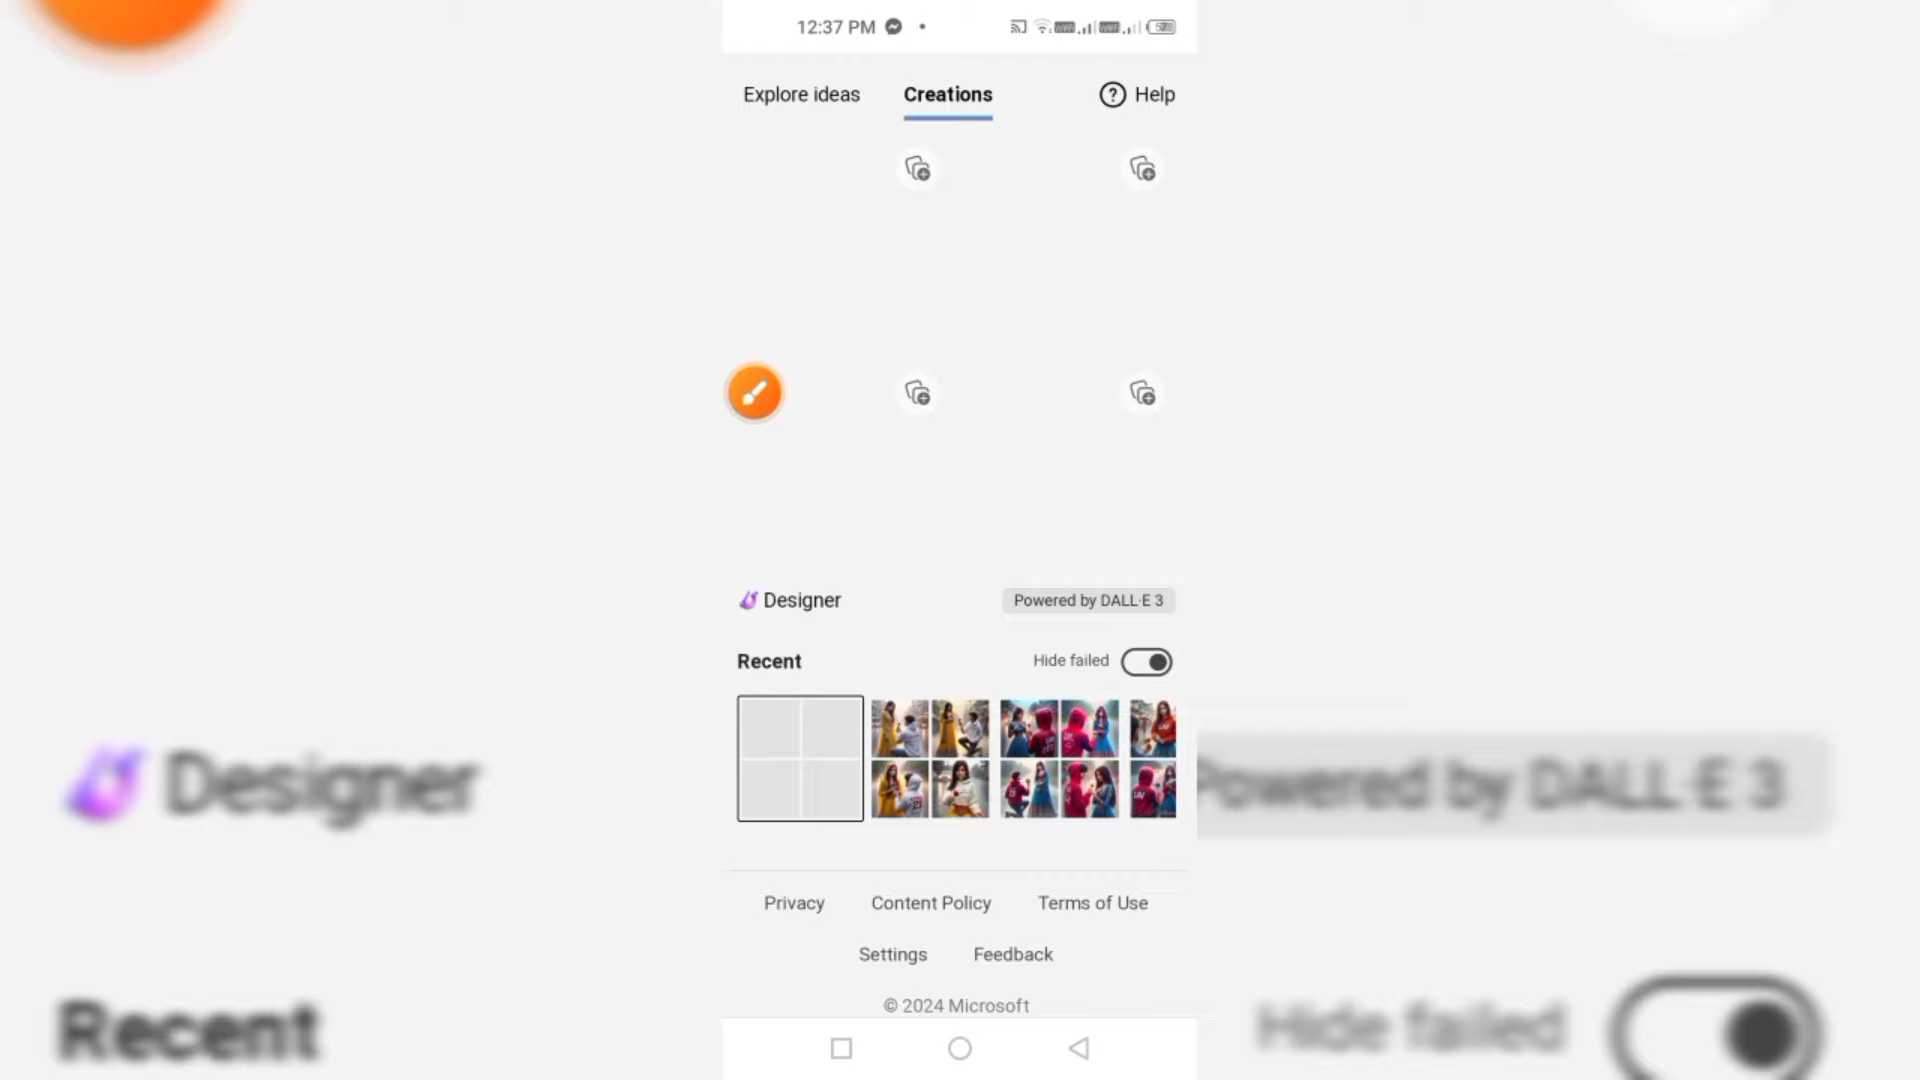 12:37 PM
Explore ideas
Creations
Help
Designer
Powered by DALL·E 3
Recent
Hide failed
Privacy
Content Policy
Terms of Use
Settings
Feedback
© 2024 Microsoft
Designer
Powered by DALL·E 3
Recent
Hide failed